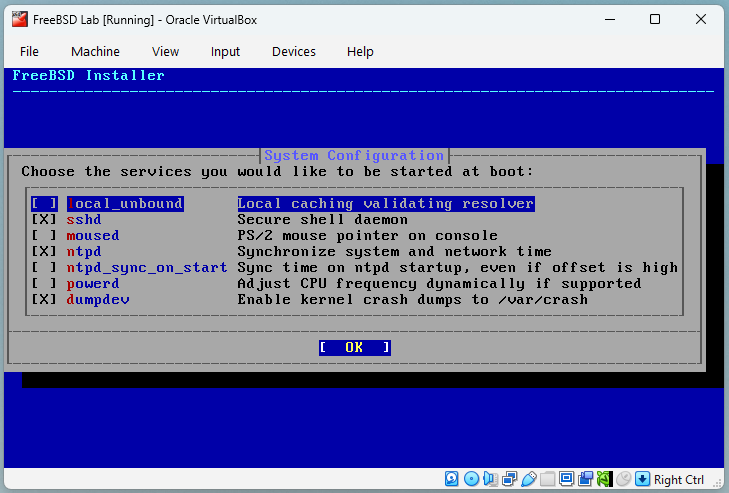 FreeBSD Lab [Running] - Oracle VirtualBox
File Machine View Input Devices Help
FreeBSD Installer
System Configuration
Choose the services you would like to be started at boot:
[ ] local_unbound Local caching validating resolver
[X] sshd Secure shell daemon
[ ] moused PS/2 mouse pointer on console
[X] ntpd Synchronize system and network time
[ ] ntpd_sync_on_start Sync time on ntpd startup, even if offset is high
[ ] powerd Adjust CPU frequency dynamically if supported
[X] dumpdev Enable kernel crash dumps to /var/crash
[ OK ]
Right Ctrl